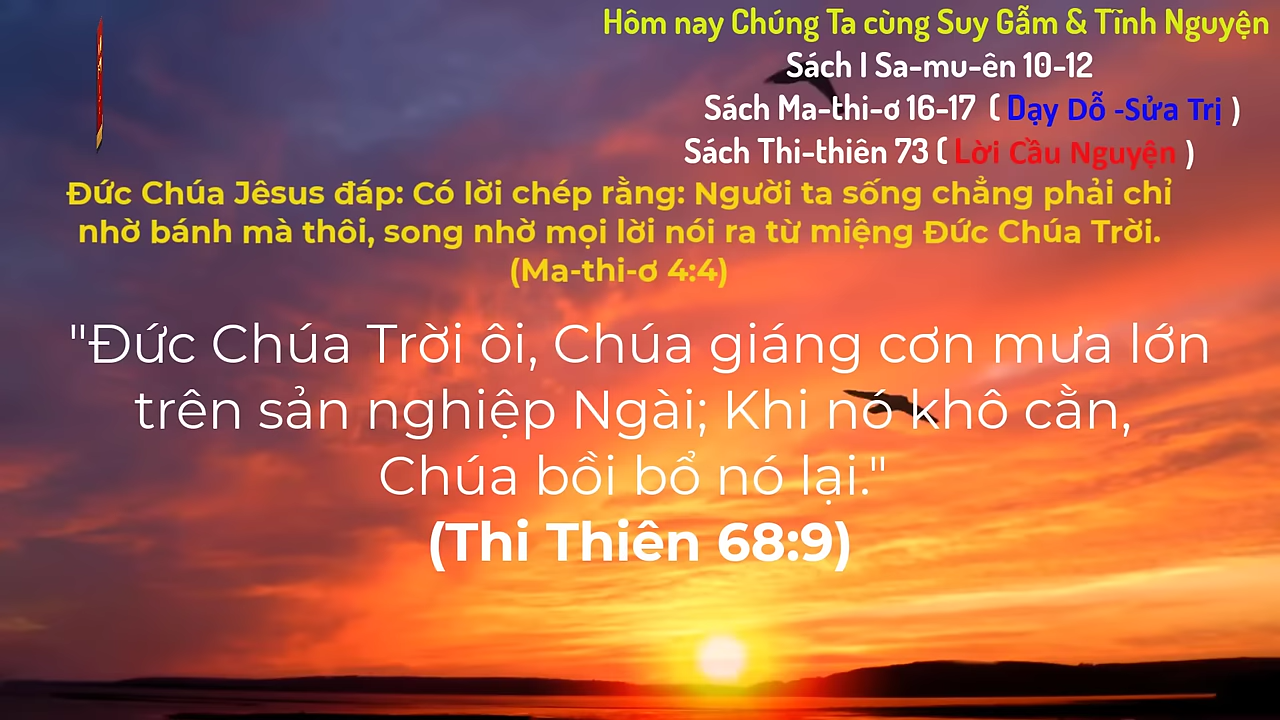 Hôm nay Chúng Ta cùng Suy Gẫm & Tĩnh Nguyện
Sách I Sa-mu-ên 10-12
Sách Ma-thi-ơ 16-17 ( Dạy Dỗ -Sửa Trị )
Sách Thi-thiên 73 ( Lời Cầu Nguyện )
Đức Chúa Jêsus đáp: Có lời chép rằng: Người ta sống chẳng phải chỉ
nhờ bánh mà thôi, song nhờ mọi lời nói ra từ miệng Đức Chúa Trời.
(Ma-thi-ơ 4:4)
"Đức Chúa Trời ôi, Chúa giáng cơn mưa lớn
trên sản nghiệp Ngài; Khi nó khô cằn,
Chúa bồi bổ nó lại."
(Thi Thiên 68:9)